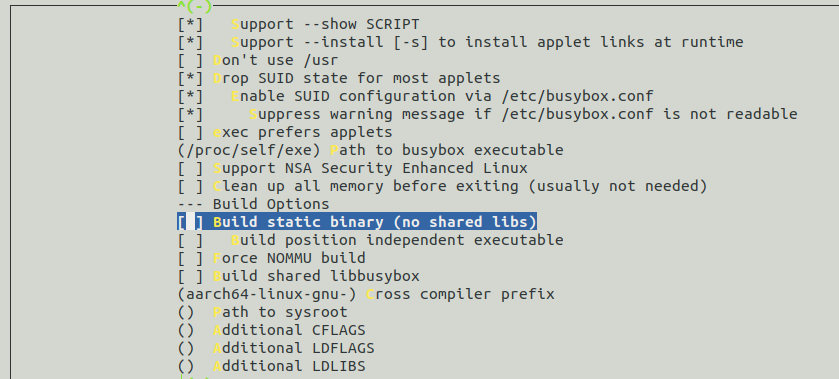 ^(-)
[*]   Support --show SCRIPT
[*]   Support --install [-s] to install applet links at runtime
[ ] Don't use /usr
[*] Drop SUID state for most applets
[*]   Enable SUID configuration via /etc/busybox.conf
[*]     Suppress warning message if /etc/busybox.conf is not readable
[ ] exec prefers applets
(/proc/self/exe) Path to busybox executable
[ ] Support NSA Security Enhanced Linux
[ ] Clean up all memory before exiting (usually not needed)
--- Build Options
[ ] Build static binary (no shared libs)
[ ]   Build position independent executable
[ ] Force NOMMU build
[ ] Build shared libbusybox
(aarch64-linux-gnu-) Cross compiler prefix
()  Path to sysroot
()  Additional CFLAGS
()  Additional LDFLAGS
()  Additional LDLIBS